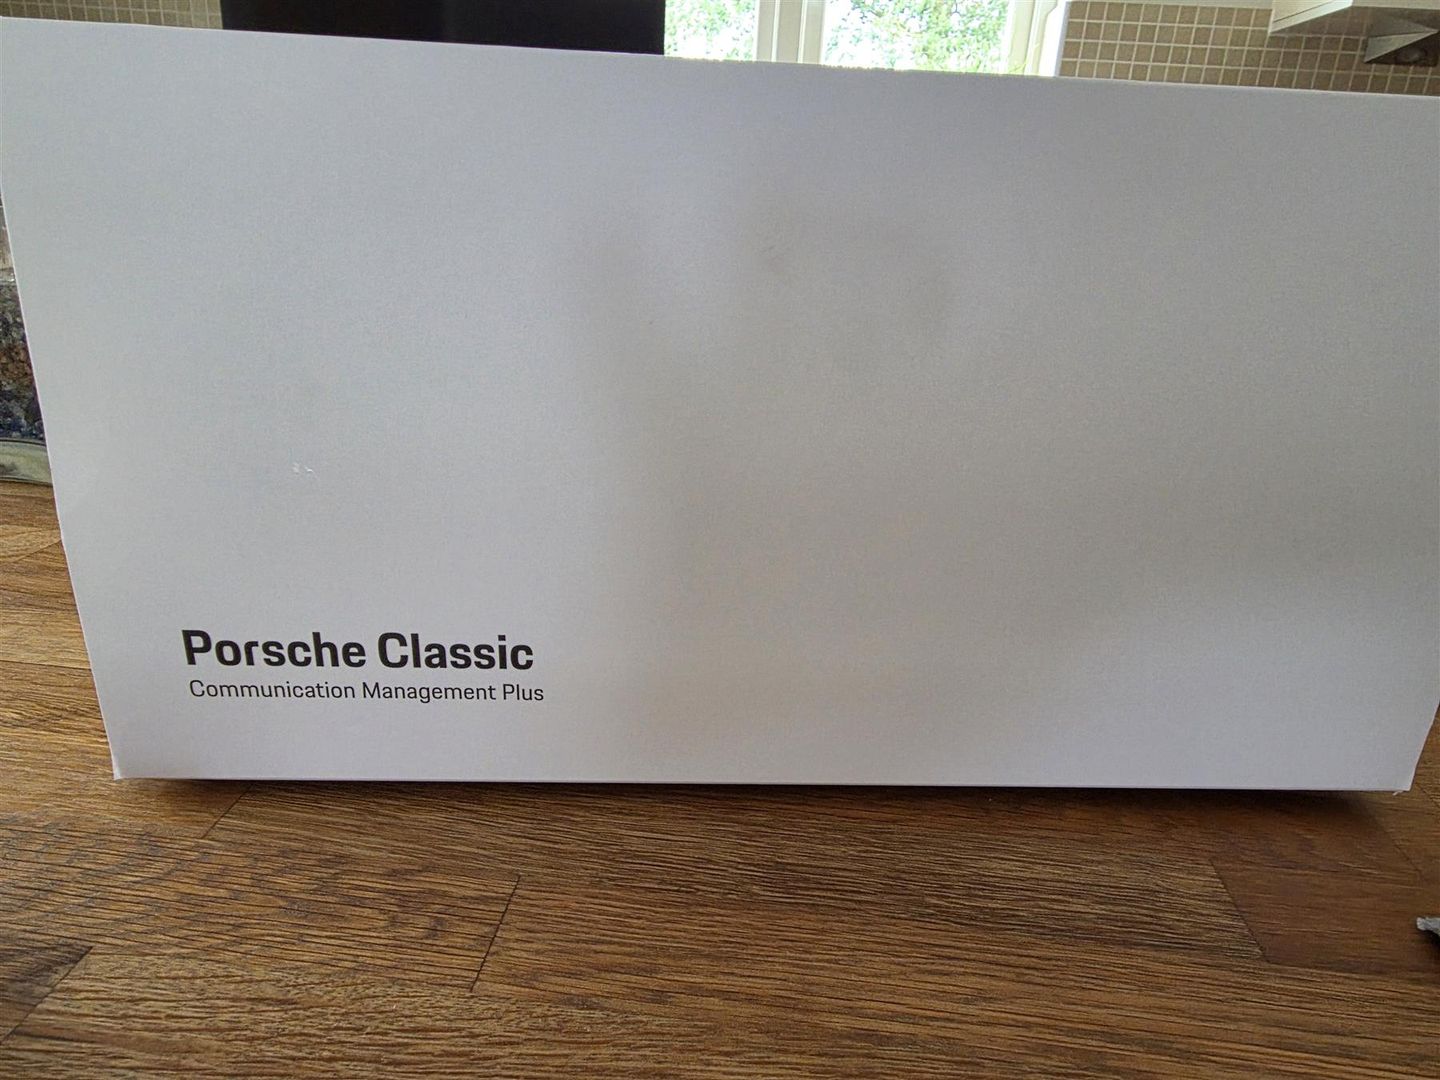 Porsche Classic
Communication Management Plus